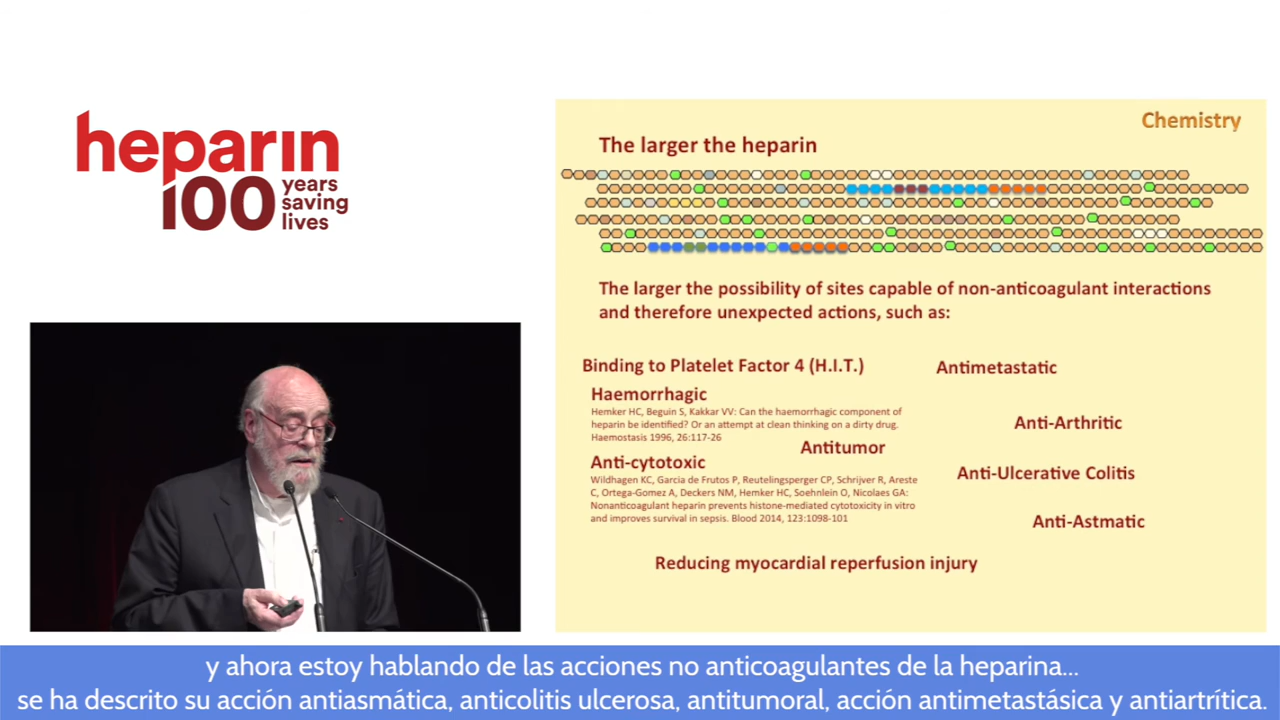 heparin
100 years
saving
lives
Chemistry
The larger the heparin
The larger the possibility of sites capable of non-anticoagulant interactions
and therefore unexpected actions, such as:
Binding to Platelet Factor 4 (H.I.T.)
Antimetastatic
Haemorrhagic
Hemker HC, Beguin S, Kakkar VV: Can the haemorrhagic component of
heparin be identified? Or an attempt at clean thinking on a dirty drug.
Haemostasis 1996, 26:117-26
Anti-Arthritic
Antitumor
Anti-cytotoxic
Wildhagen KC, Garcia de Frutos P, Reutelingsperger CP, Schrijver R, Areste
C, Ortega-Gomez A, Deckers NM, Hemker HC, Soehnlein O, Nicolaes GA:
Nonanticoagulant heparin prevents histone-mediated cytotoxicity in vitro
and improves survival in sepsis. Blood 2014, 123:1098-101
Anti-Ulcerative Colitis
Anti-Astmatic
Reducing myocardial reperfusion injury
y ahora estoy hablando de las acciones no anticoagulantes de la heparina...
se ha descrito su acción antiasmática, anticolitis ulcerosa, antitumoral, acción antimetastásica y antiartrítica.